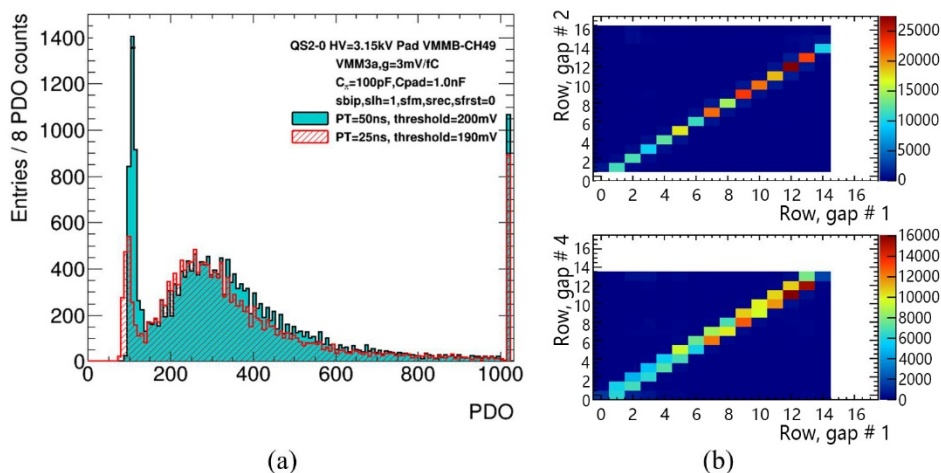 Entries / 8 PDO counts
1400
1200
1000
800
600
400
200
0
QS2-0 HV=3.15kV Pad VMMB-CH49
VMM3a,g=3mV/fC
Cπ=100pF,Cpad=1.0nF
sbip,slh=1,sfm,srec,sfrst=0
PT=50ns, threshold=200mV
PT=25ns, threshold=190mV
0 200 400 600 800 1000
PDO
(a)
Row, gap # 2
16
14
12
10
8
6
4
2
0
0 2 4 6 8 10 12 14 16
Row, gap # 1
25000
20000
15000
10000
5000
0
Row, gap # 4
16
14
12
10
8
6
4
2
0
0 2 4 6 8 10 12 14 16
Row, gap # 1
16000
14000
12000
10000
8000
6000
4000
2000
0
(b)